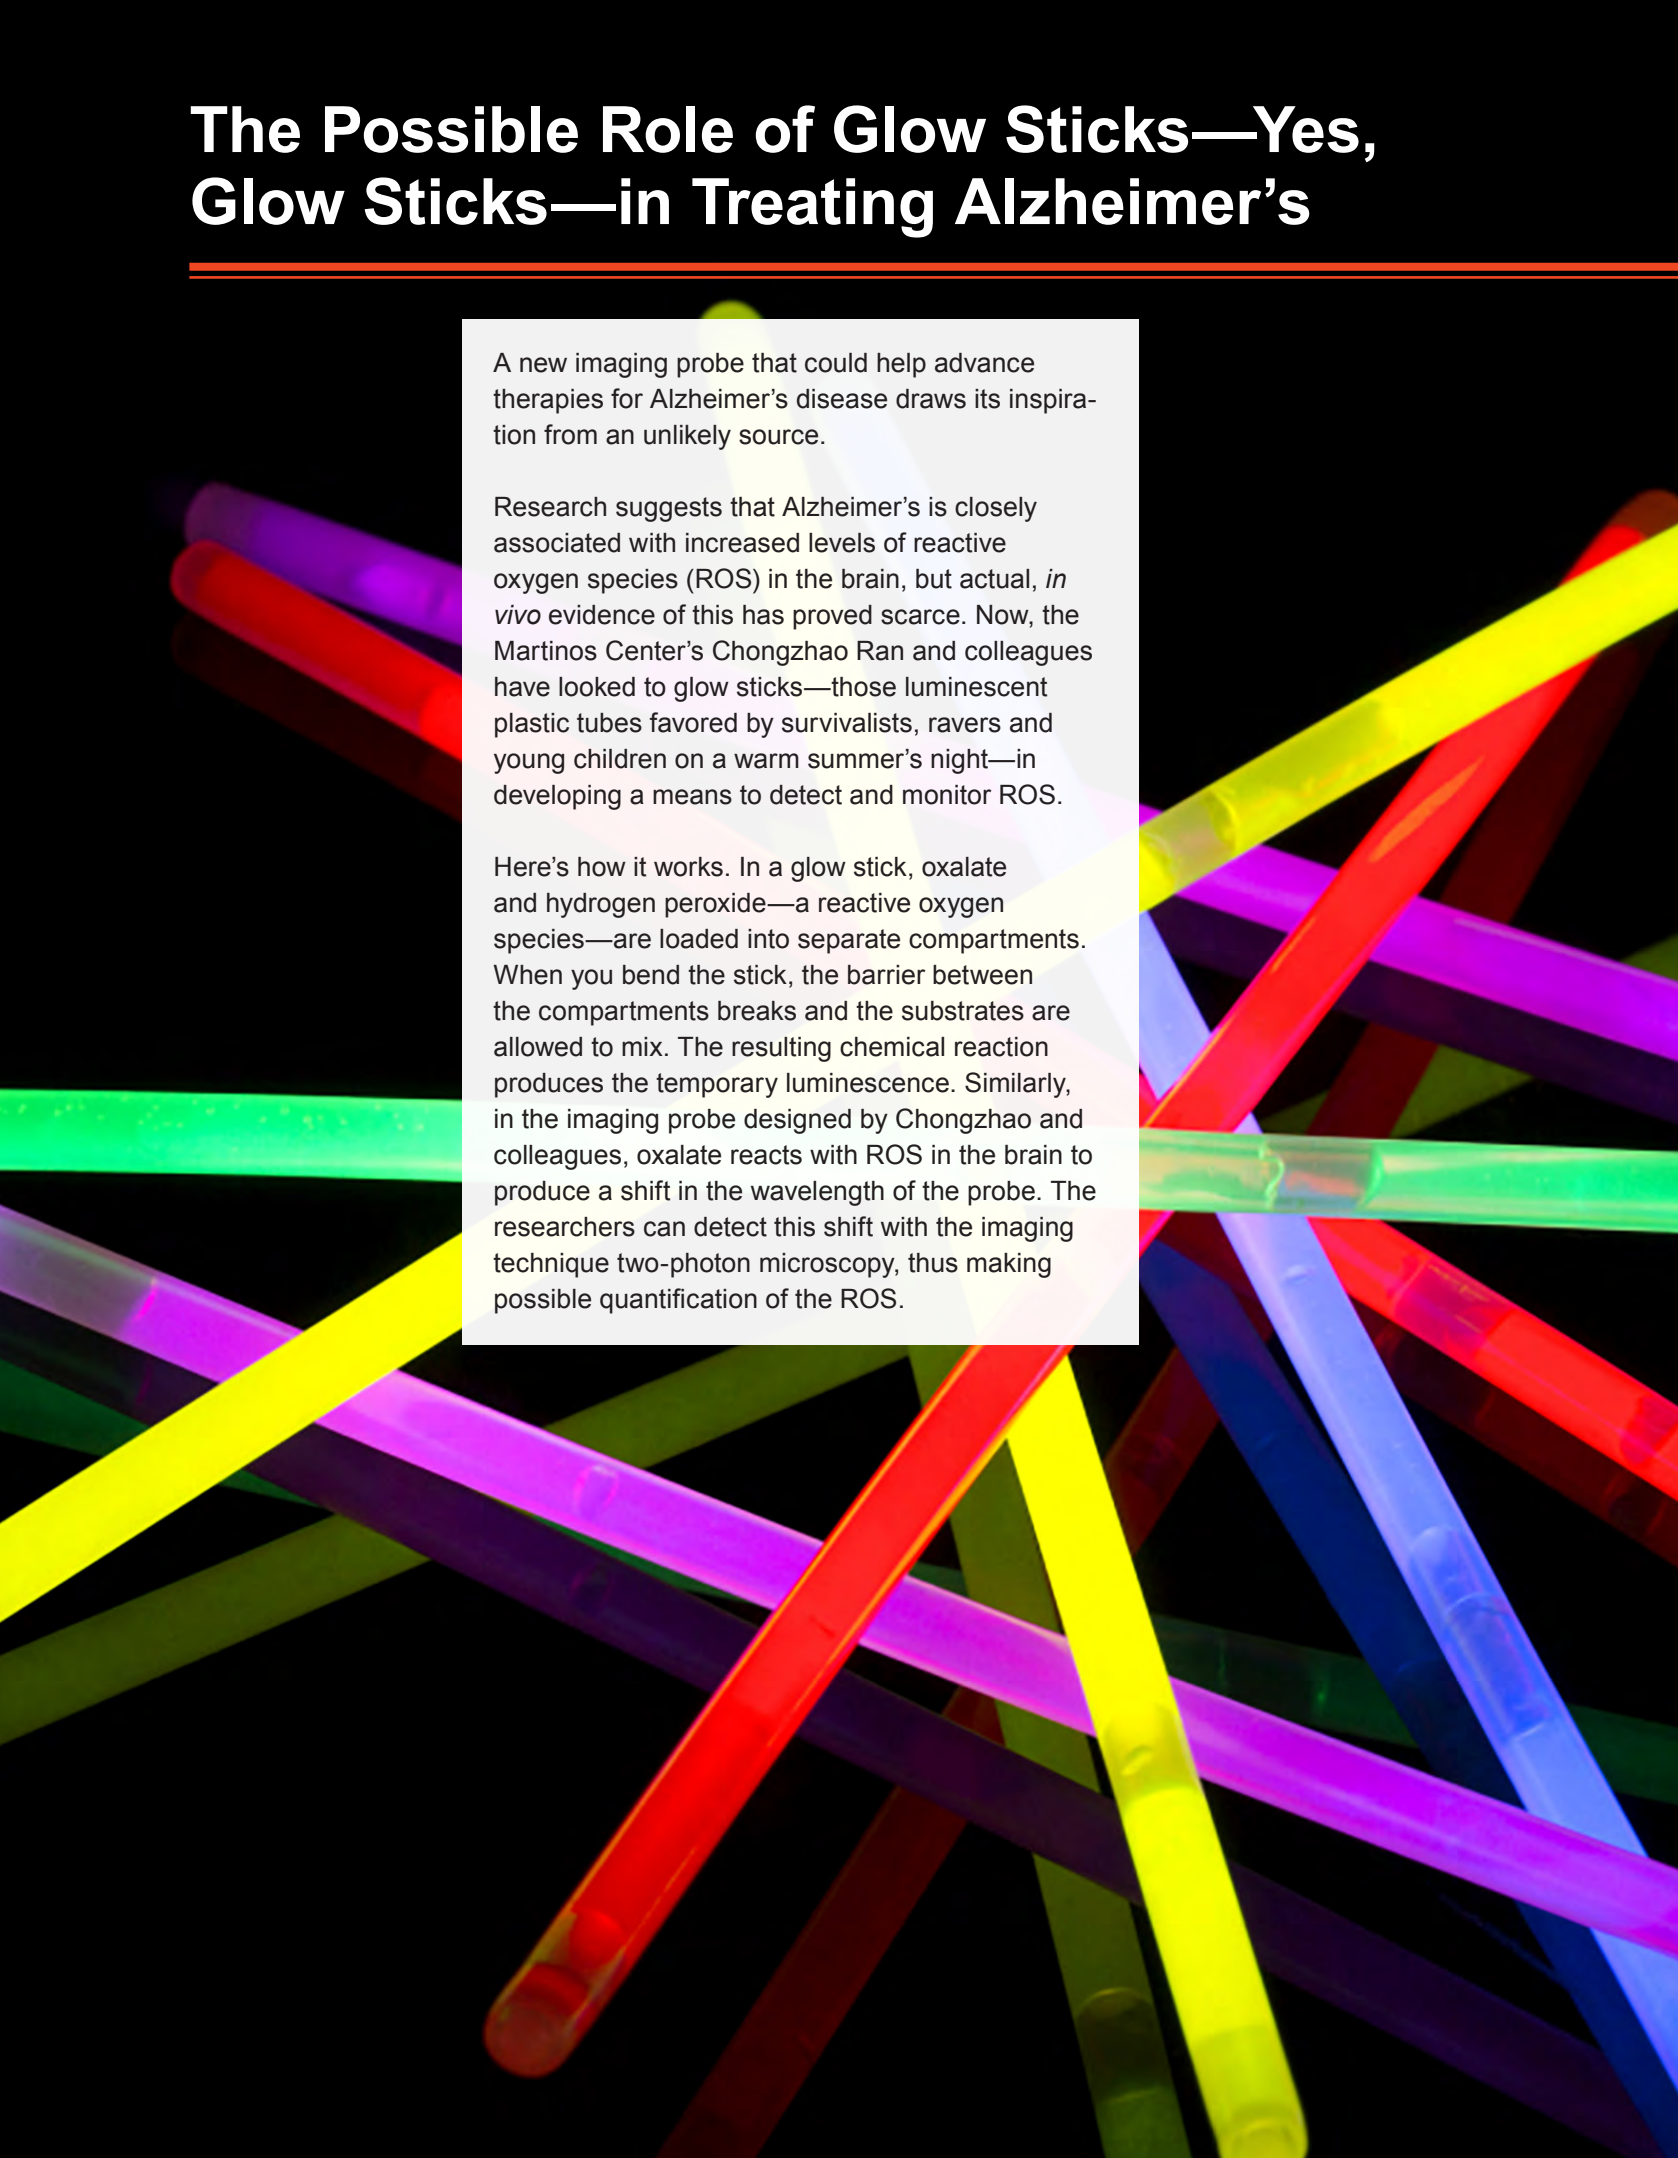 The Possible Role of Glow Sticks—Yes,
Glow Sticks—in Treating Alzheimer’s
A new imaging probe that could help advance
therapies for Alzheimer’s disease draws its inspira-
tion from an unlikely source.
Research suggests that Alzheimer’s is closely
associated with increased levels of reactive
oxygen species (ROS) in the brain, but actual, in
vivo evidence of this has proved scarce. Now, the
Martinos Center’s Chongzhao Ran and colleagues
have looked to glow sticks—those luminescent
plastic tubes favored by survivalists, ravers and
young children on a warm summer’s night—in
developing a means to detect and monitor ROS.
Here’s how it works. In a glow stick, oxalate
and hydrogen peroxide—a reactive oxygen
species—are loaded into separate compartments.
When you bend the stick, the barrier between
the compartments breaks and the substrates are
allowed to mix. The resulting chemical reaction
produces the temporary luminescence. Similarly,
in the imaging probe designed by Chongzhao and
colleagues, oxalate reacts with ROS in the brain to
produce a shift in the wavelength of the probe. The
researchers can detect this shift with the imaging
technique two-photon microscopy, thus making
possible quantification of the ROS.